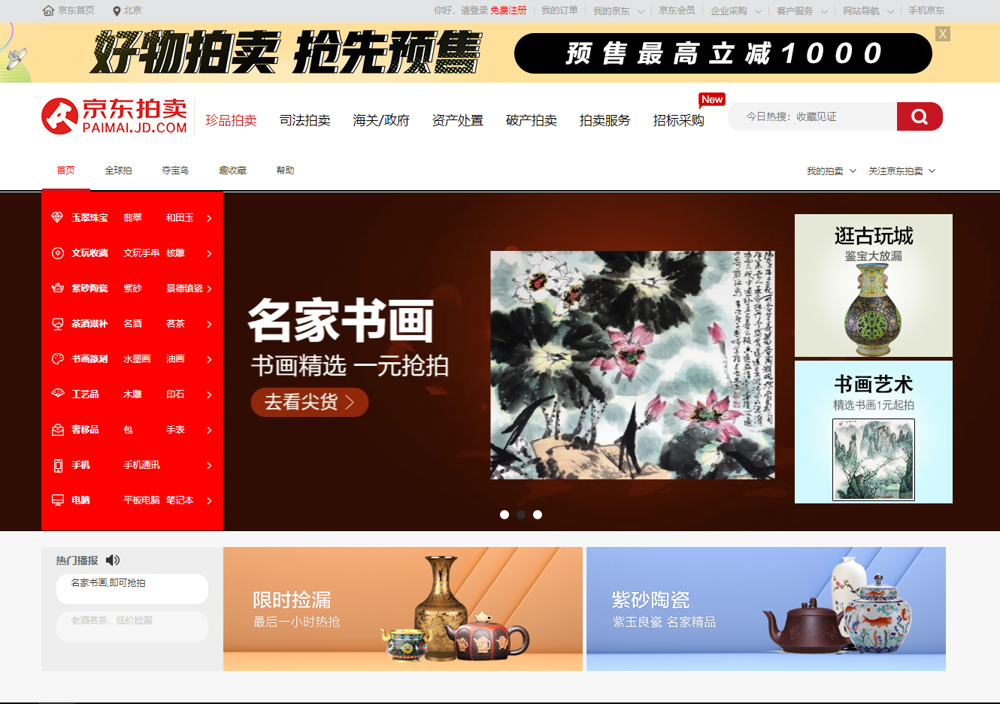 京东首页 北京 你好，请登录 免费注册 我的订单 我的京东 京东会员 企业采购 客户服务 网站导航 手机京东
好物拍卖 抢先预售 预售最高立减1000 X
New
京东拍卖 珍品拍卖 司法拍卖 海关/政府 资产处置 破产拍卖 拍卖服务 招标采购 今日热搜：收藏见证
PAIMAI.JD.COM
首页 全球拍 夺宝鸟 趣收藏 帮助 我的拍卖 关注京东拍卖
玉翠珠宝 翡翠 和田玉
文玩收藏 文玩手串 核雕
紫砂陶瓷 紫砂 景德镇瓷
茶酒滋补 名酒 茗茶
书画篆刻 水墨画 油画
工艺品 木雕 印石
奢侈品 包 手表
手机 手机通讯
电脑 平板电脑 笔记本
名家书画
书画精选 一元抢拍
去看尖货 >
逛古玩城
鉴宝大放漏
书画艺术
精选书画1元起拍
热门播报
名家书画,即可抢拍
老酒茗茶，低价捡漏
限时捡漏
最后一小时热抢
紫砂陶瓷
紫玉良瓷 名家精品